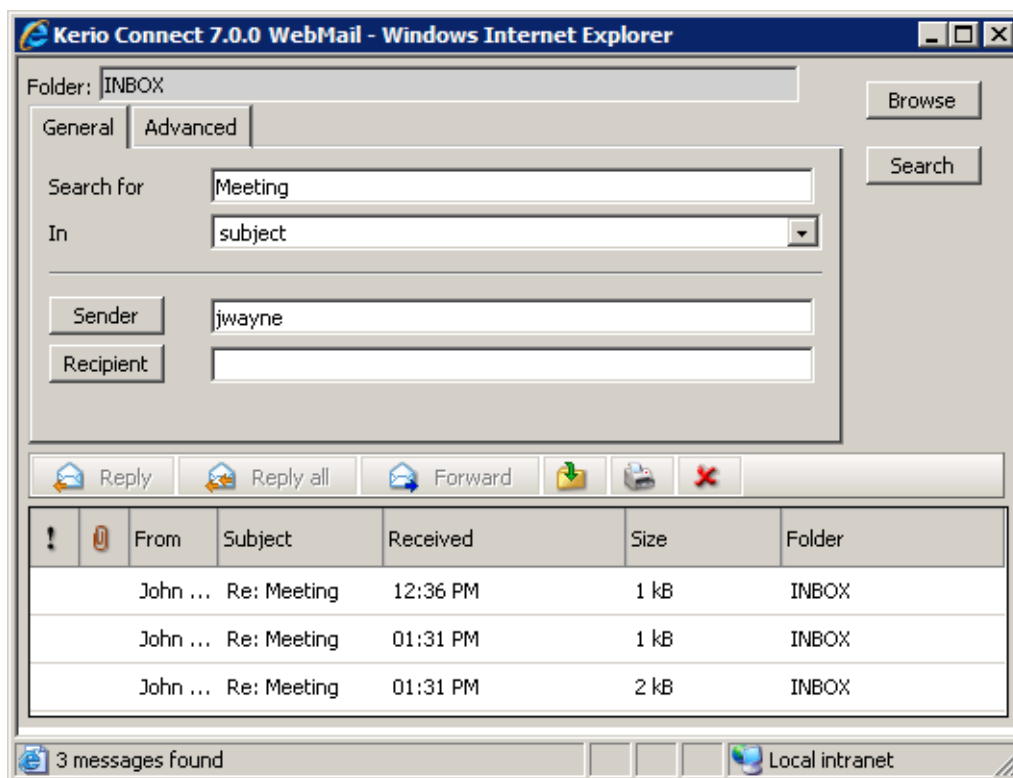 Kerio Connect 7.0.0 WebMail - Windows Internet Explorer
Folder: INBOX
Browse
General Advanced
Search
Search for Meeting
In subject
Sender jwayne
Recipient
Reply Reply all Forward
! From Subject Received Size Folder
John ... Re: Meeting 12:36 PM 1 kB INBOX
John ... Re: Meeting 01:31 PM 1 kB INBOX
John ... Re: Meeting 01:31 PM 2 kB INBOX
3 messages found Local intranet